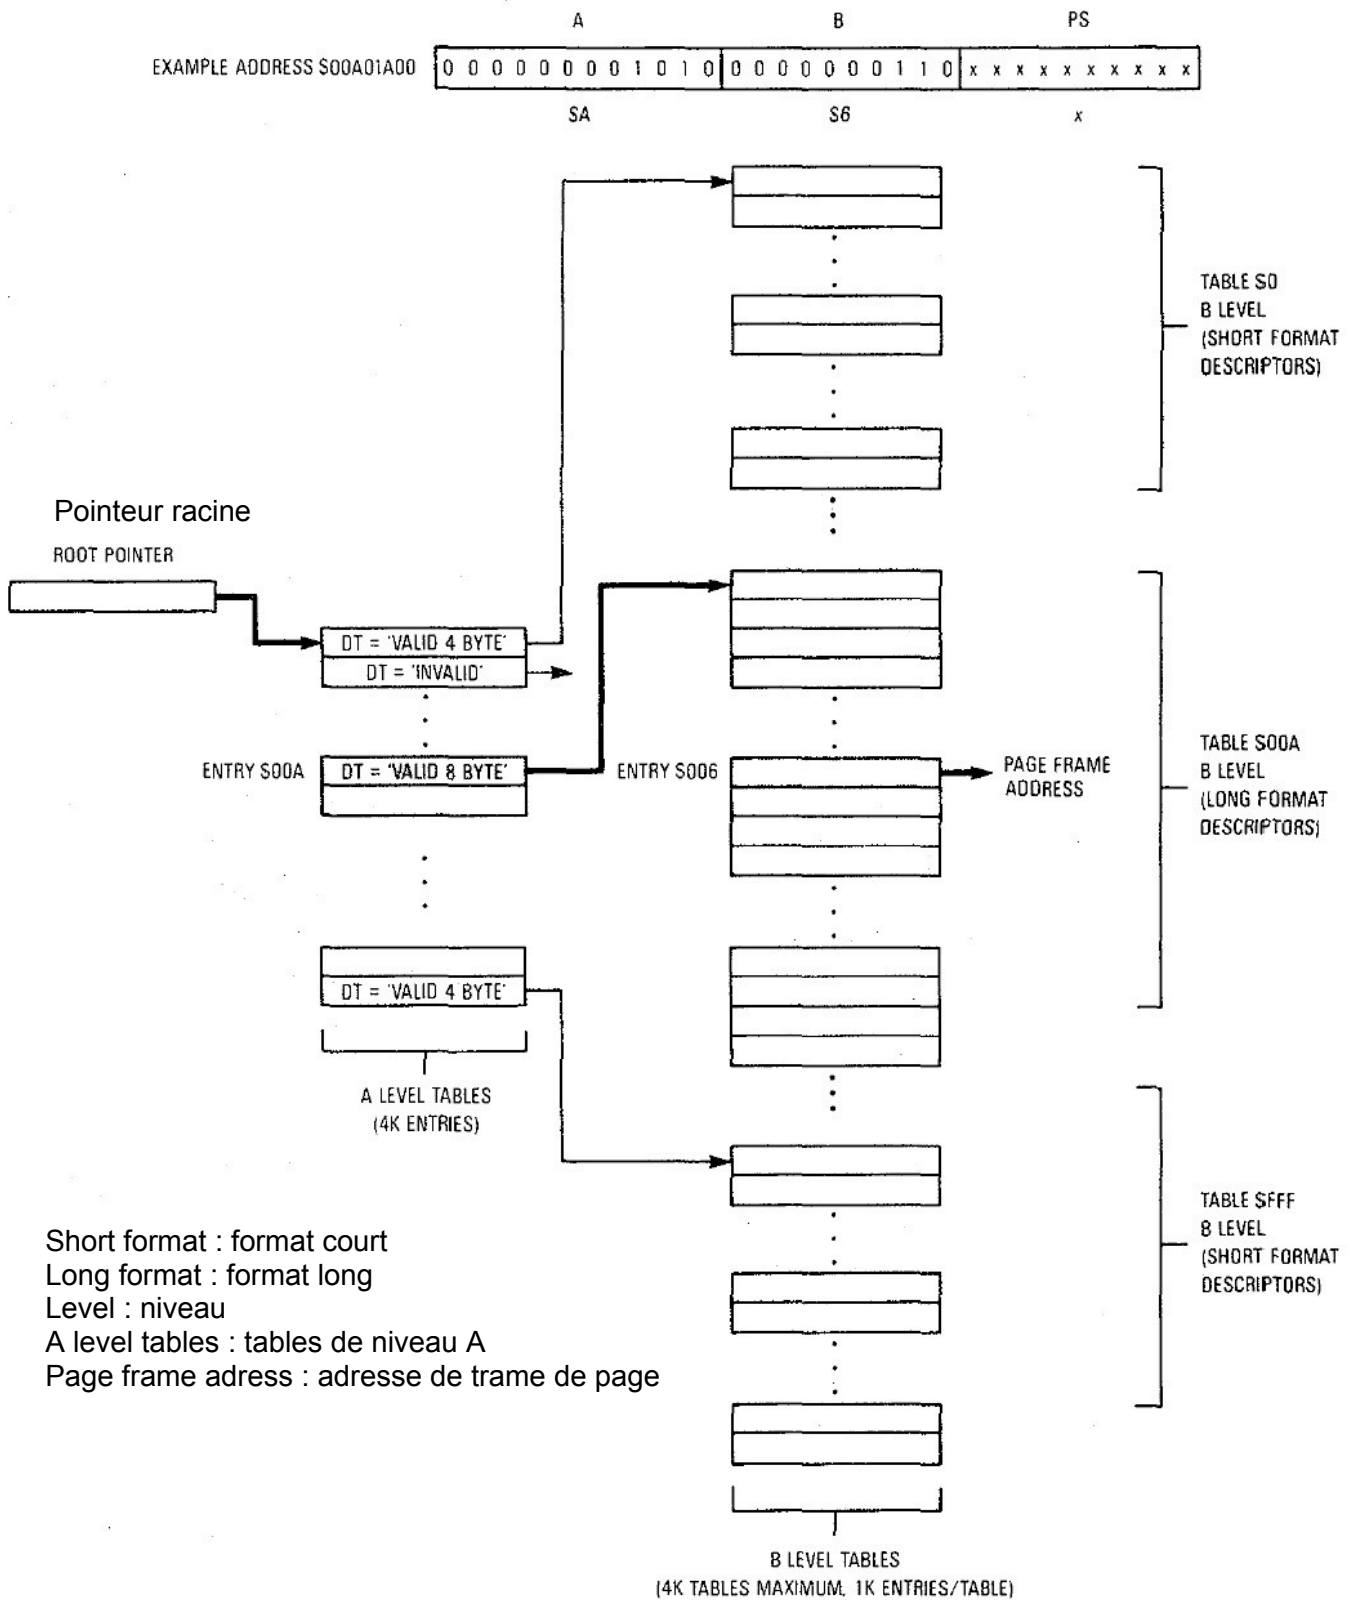 A B PS
EXAMPLE ADDRESS $00A01A00 0 0 0 0 0 0 0 0 1 0 1 0 0 0 0 0 0 0 0 1 1 0 x x x x x x x x x x
$A $6 x
TABLE $0
B LEVEL
(SHORT FORMAT
DESCRIPTORS)
Pointeur racine
ROOT POINTER
DT = 'VALID 4 BYTE'
DT = 'INVALID'
ENTRY $00A DT = 'VALID 8 BYTE' ENTRY $006 PAGE FRAME
ADDRESS
TABLE $00A
B LEVEL
(LONG FORMAT
DESCRIPTORS)
DT = 'VALID 4 BYTE'
A LEVEL TABLES
(4K ENTRIES)
TABLE $FFF
B LEVEL
(SHORT FORMAT
DESCRIPTORS)
Short format : format court
Long format : format long
Level : niveau
A level tables : tables de niveau A
Page frame adress : adresse de trame de page
B LEVEL TABLES
(4K TABLES MAXIMUM, 1K ENTRIES/TABLE)